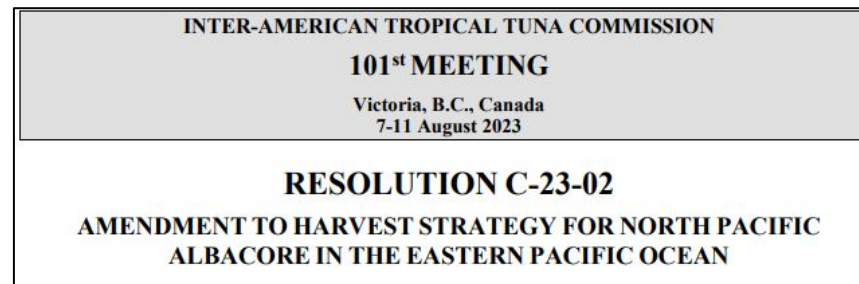 INTER-AMERICAN TROPICAL TUNA COMMISSION
101st MEETING
Victoria, B.C., Canada
7-11 August 2023
RESOLUTION C-23-02
AMENDMENT TO HARVEST STRATEGY FOR NORTH PACIFIC
ALBACORE IN THE EASTERN PACIFIC OCEAN